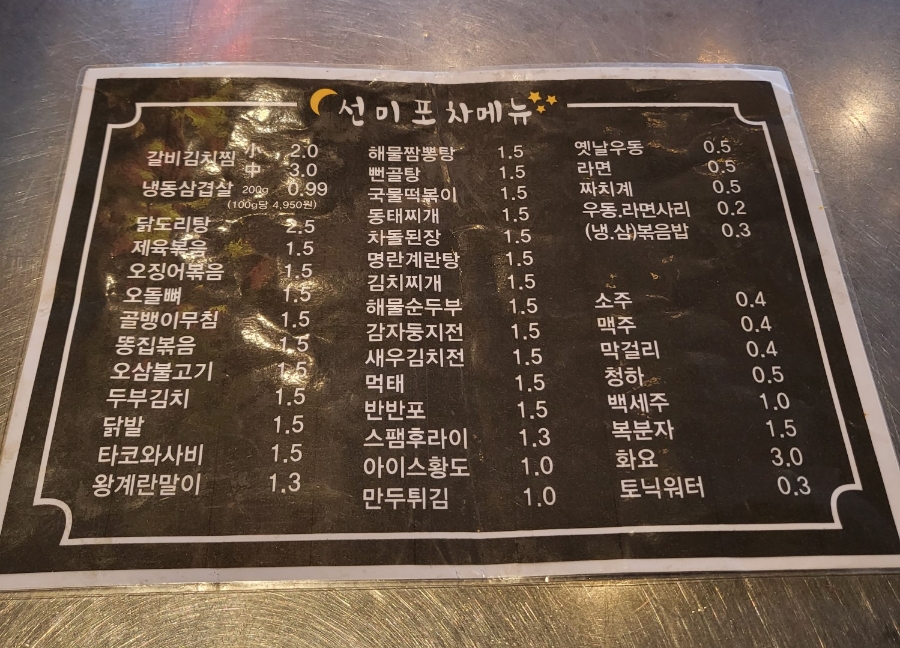 선미포차메뉴
갈비김치찜 小 2.0
中 3.0
냉동삼겹살 200g 0.99
(100g당 4,950원)
닭도리탕 2.5
제육볶음 1.5
오징어볶음 1.5
오돌뼈 1.5
골뱅이무침 1.5
똥집볶음 1.5
오삼불고기 1.5
두부김치 1.5
닭발 1.5
타코와사비 1.5
왕계란말이 1.3
해물짬뽕탕 1.5
뻔골탕 1.5
국물떡볶이 1.5
동태찌개 1.5
차돌된장 1.5
명란계란탕 1.5
김치찌개 1.5
해물순두부 1.5
감자둥지전 1.5
새우김치전 1.5
먹태 1.5
반반포 1.5
스팸후라이 1.3
아이스황도 1.0
만두튀김 1.0
옛날우동 0.5
라면 0.5
짜치계 0.5
우동.라면사리 0.2
(냉.삼)볶음밥 0.3
소주 0.4
맥주 0.4
막걸리 0.4
청하 0.5
백세주 1.0
복분자 1.5
화요 3.0
토닉워터 0.3